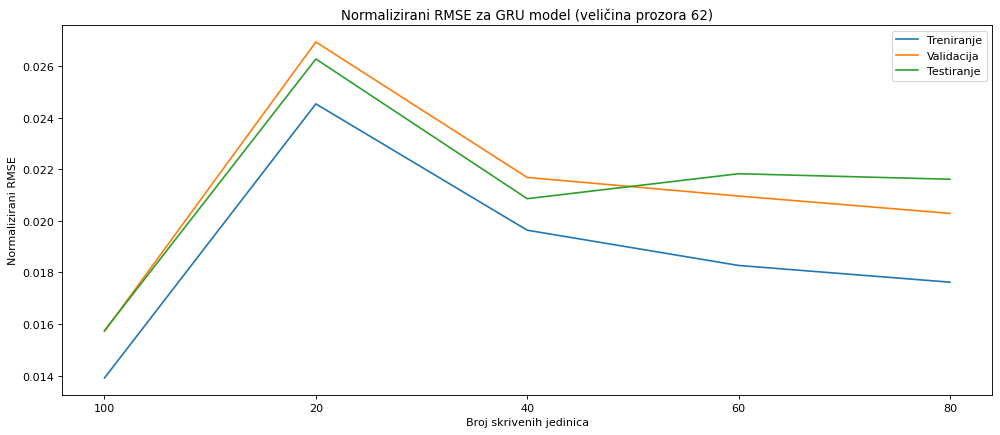 Normalizirani RMSE za GRU model (veličina prozora 62)
Treniranje
Validacija
Testiranje
Normalizirani RMSE
0.026
0.024
0.022
0.020
0.018
0.016
0.014
100
20
40
60
80
Broj skrivenih jedinica